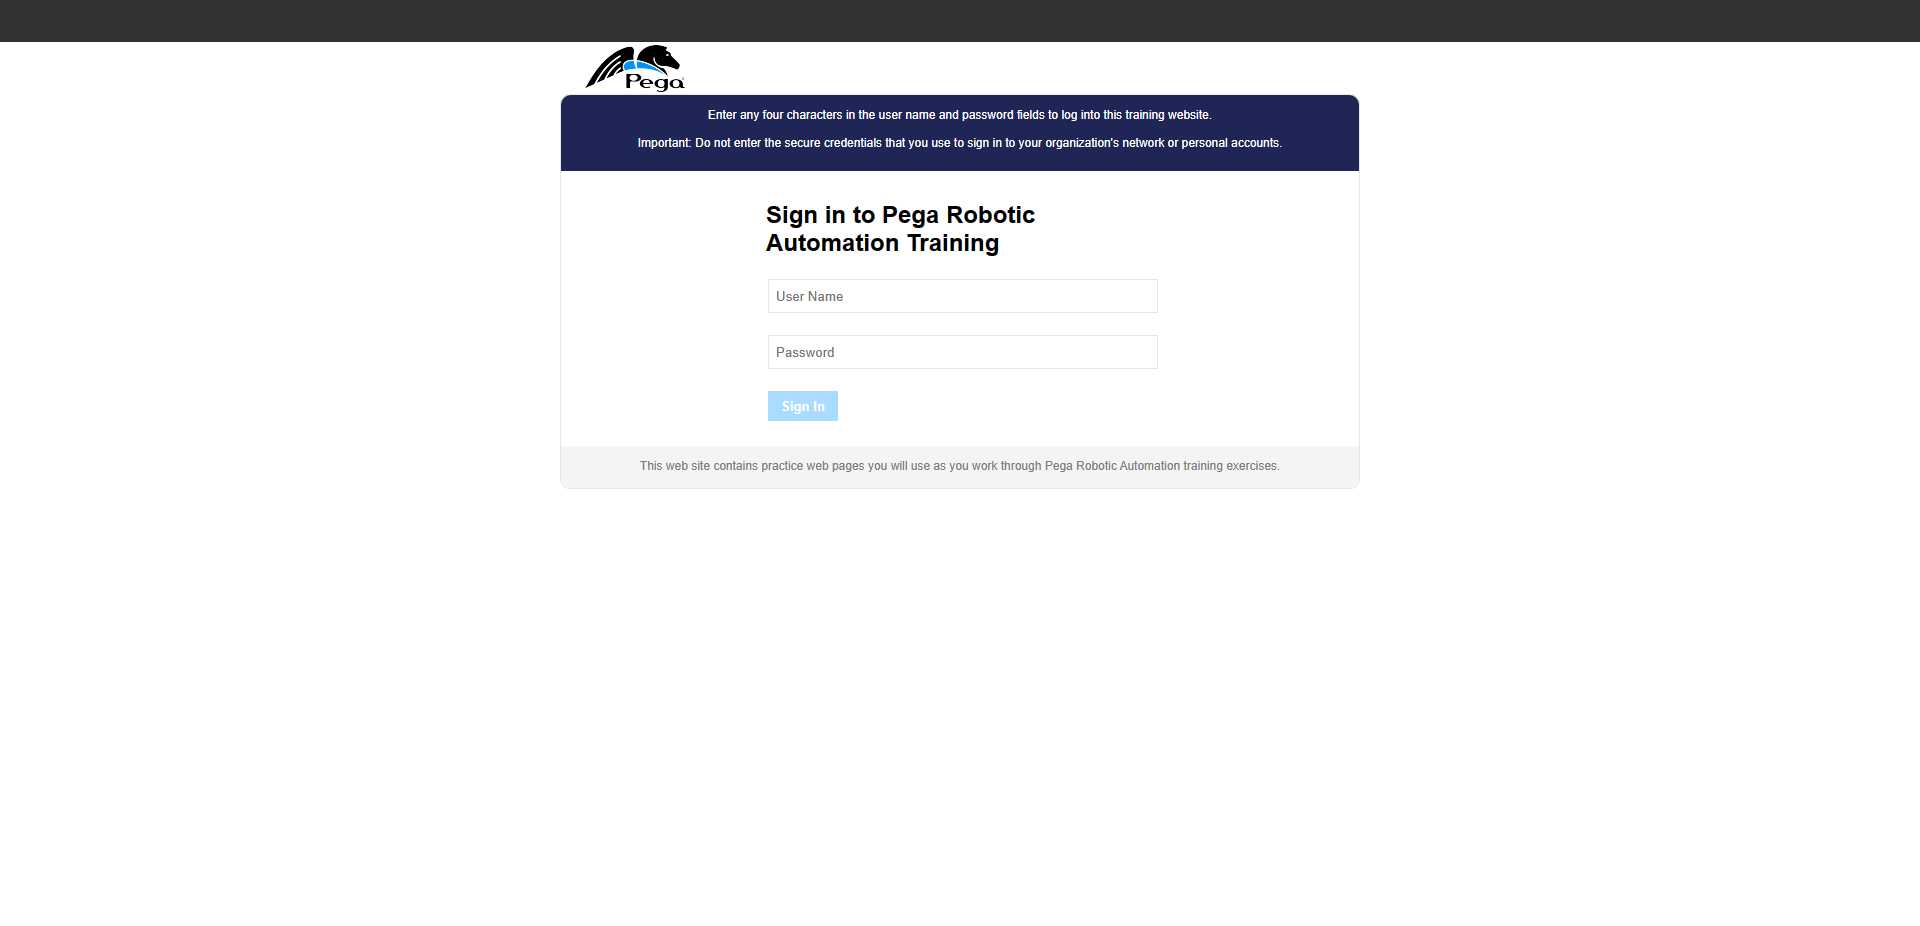 Pega
Enter any four characters in the user name and password fields to log into this training website.
Important: Do not enter the secure credentials that you use to sign in to your organization's network or personal accounts.
Sign in to Pega Robotic
Automation Training
User Name
Password
Sign In
This web site contains practice web pages you will use as you work through Pega Robotic Automation training exercises.